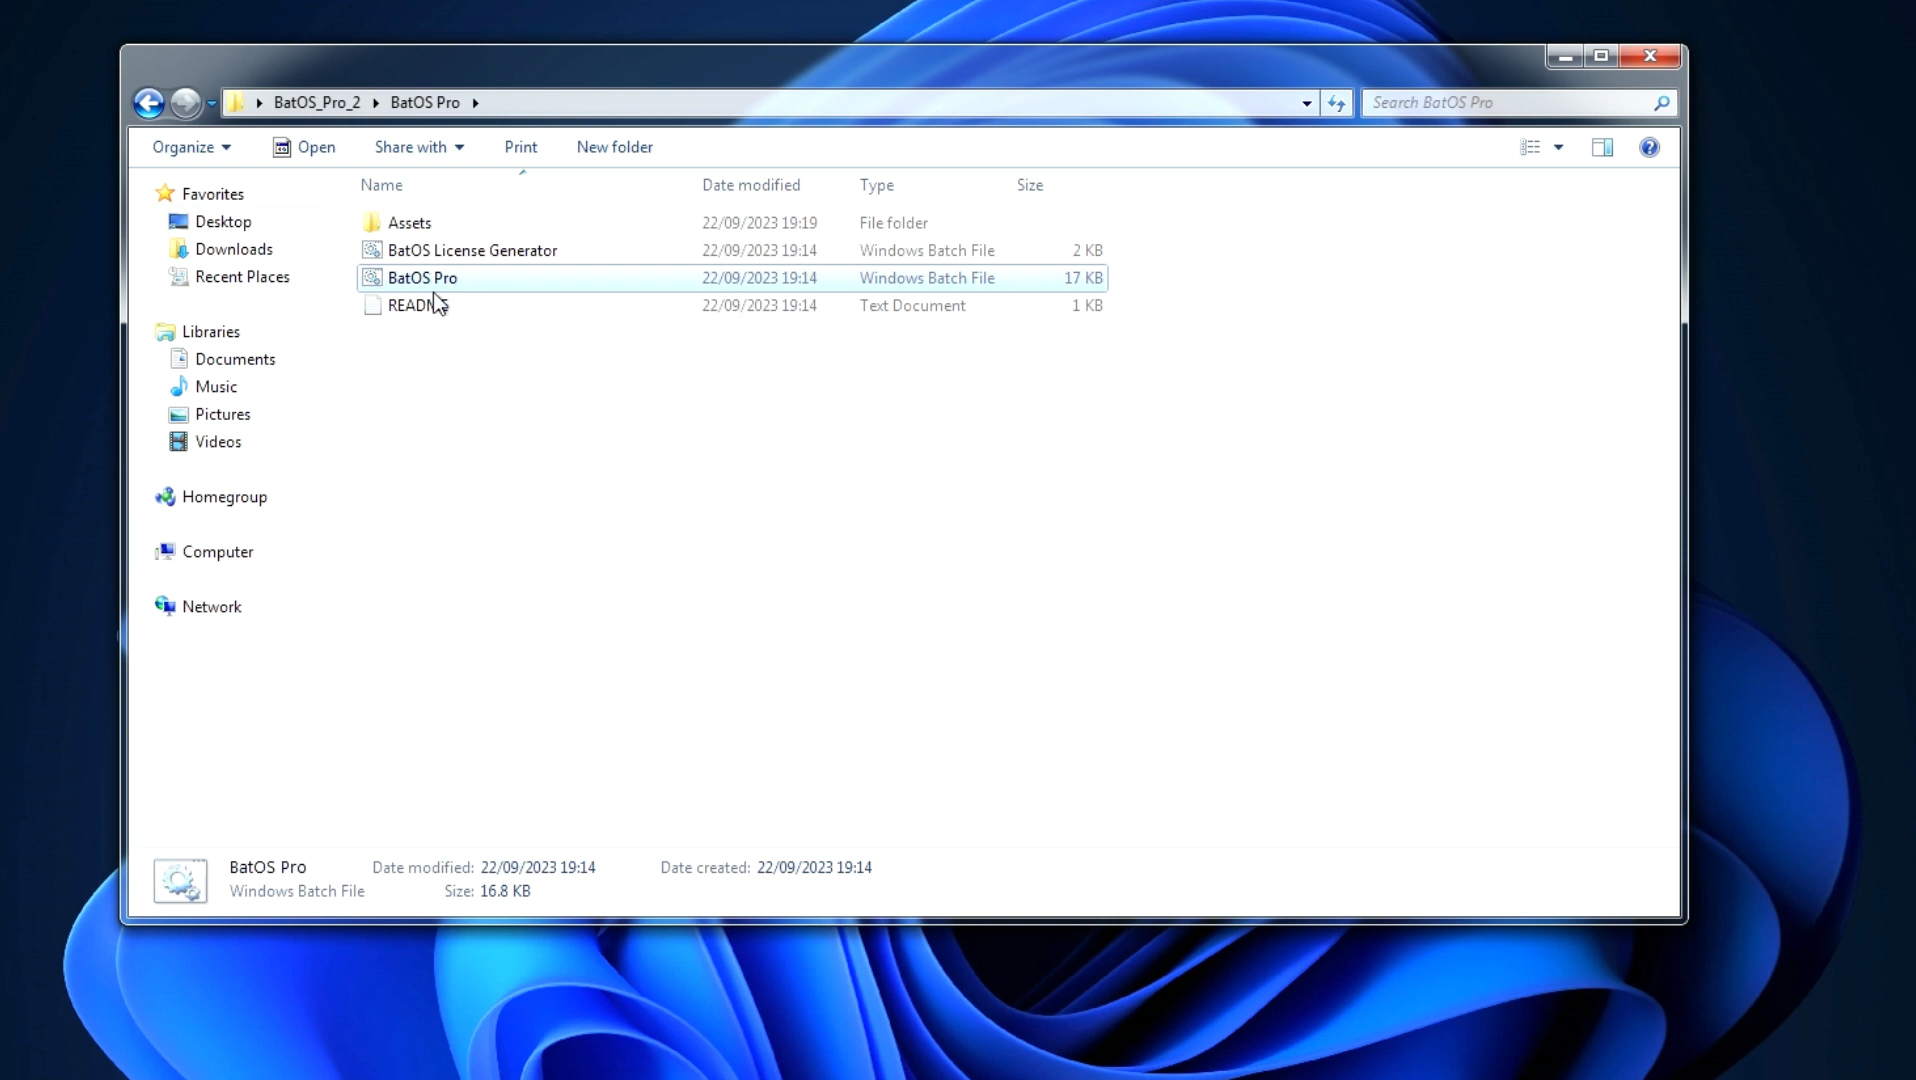 BatOS_Pro_2 BatOS Pro
Search BatOS Pro
Organize Open Share with Print New folder
Name Date modified Type Size
Favorites
Desktop
Downloads
Recent Places
Libraries
Documents
Music
Pictures
Videos
Homegroup
Computer
Network
Assets 22/09/2023 19:19 File folder
BatOS License Generator 22/09/2023 19:14 Windows Batch File 2 KB
BatOS Pro 22/09/2023 19:14 Windows Batch File 17 KB
22/09/2023 19:14 Text Document 1 KB
BatOS Pro Date modified: 22/09/2023 19:14 Date created: 22/09/2023 19:14
Windows Batch File Size: 16.8 KB